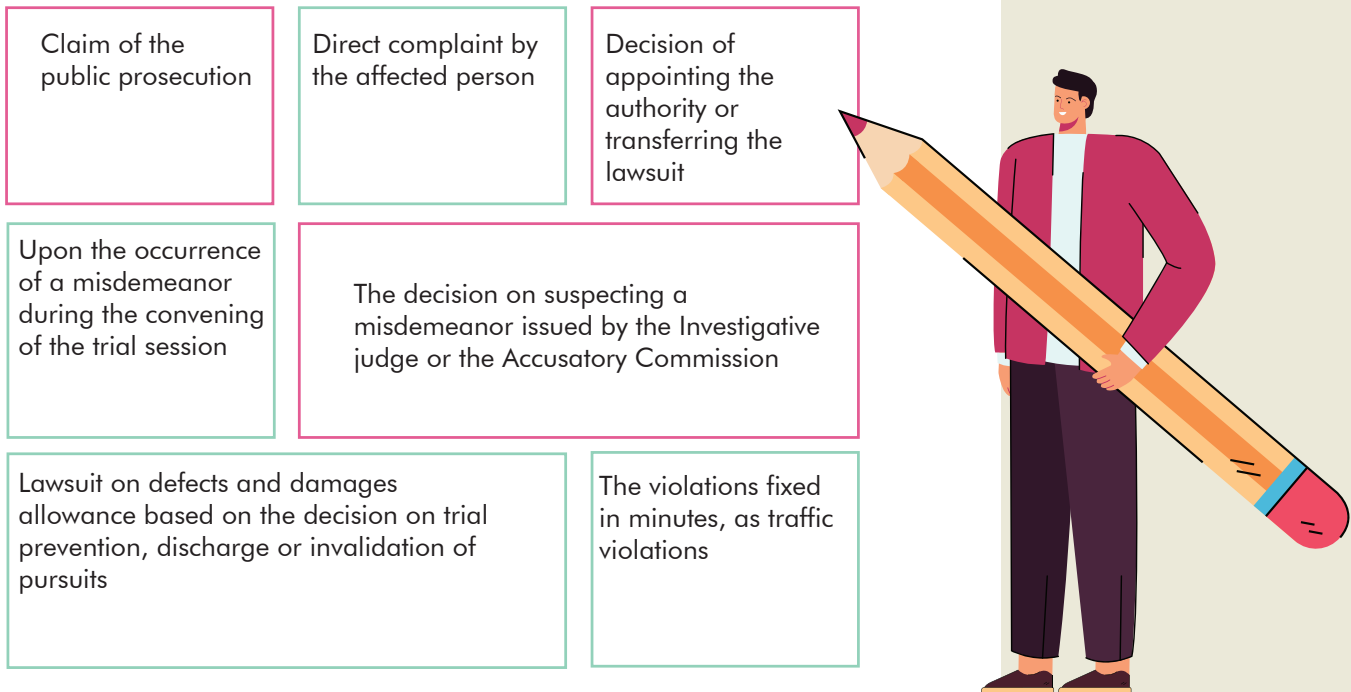 Claim of the
public prosecution
Direct complaint by
the affected person
Decision of
appointing the
authority or
transferring the
lawsuit
Upon the occurrence
of a misdemeanor
during the convening
of the trial session
The decision on suspecting a
misdemeanor issued by the Investigative
judge or the Accusatory Commission
Lawsuit on defects and damages
allowance based on the decision on trial
prevention, discharge or invalidation of
pursuits
The violations fixed
in minutes, as traffic
violations